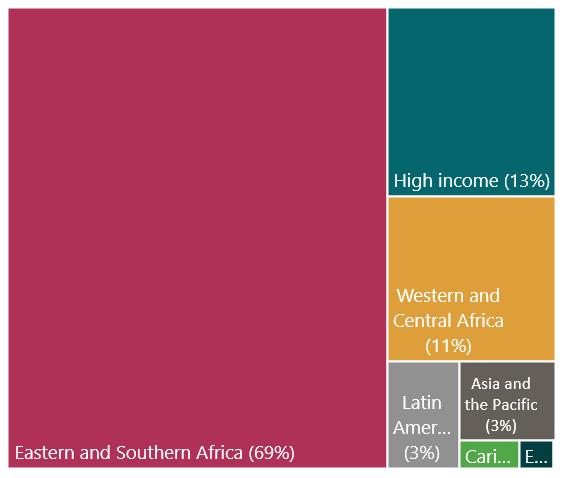 High income (13%)
Western and
Central Africa
(11%)
Latin
Amer...
(3%)
Asia and
the Pacific
(3%)
Eastern and Southern Africa (69%)
Cari...
E...